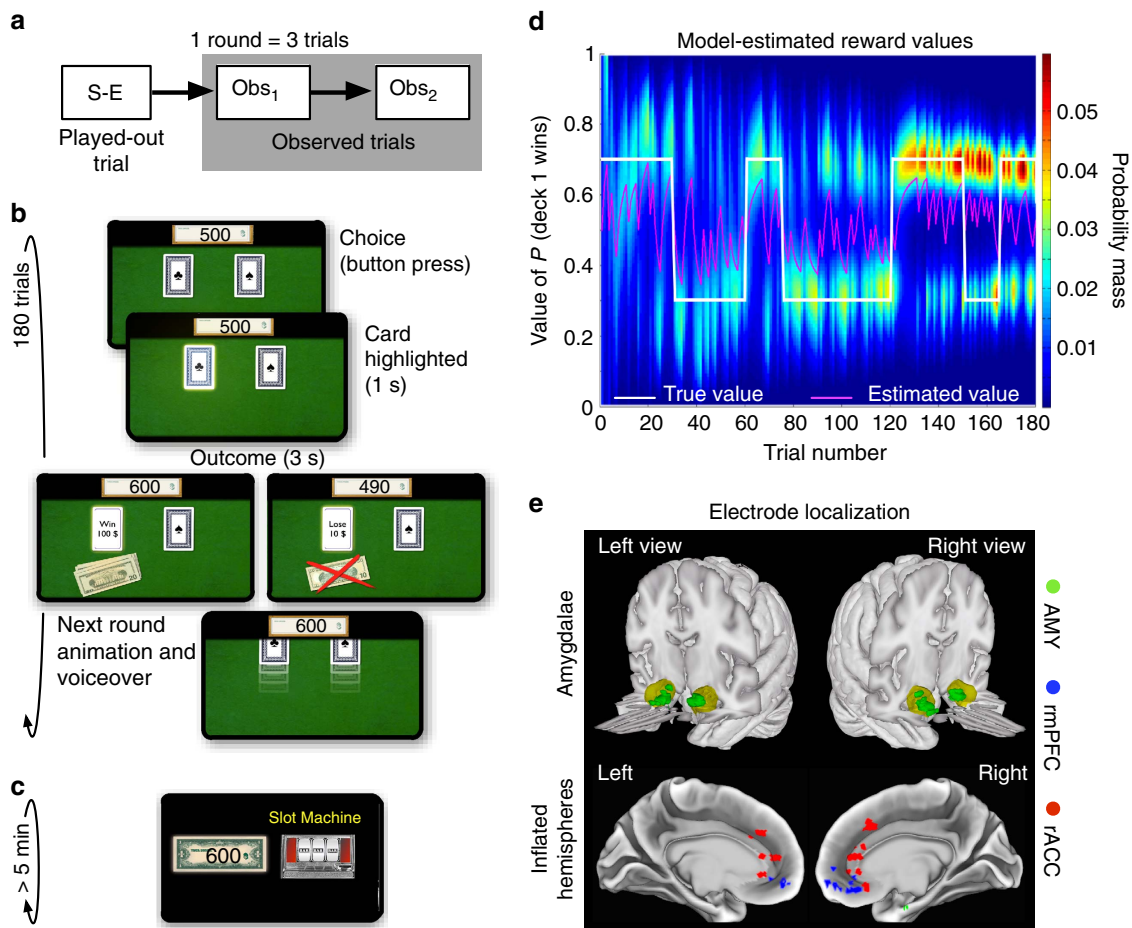 a
1 round = 3 trials
S-E
Obs1
Obs2
Played-out
trial
Observed trials
b
180 trials
500
Choice
(button press)
500
Card
highlighted
(1 s)
Outcome (3 s)
600
490
Win
100 $
Lose
10 $
20
10
Next round
animation and
voiceover
600
c
> 5 min
Slot Machine
600
d
Model-estimated reward values
Value of P (deck 1 wins)
1
0.8
0.6
0.4
0.2
0
True value
Estimated value
0 20 40 60 80 100 120 140 160 180
Trial number
0.05
0.04
0.03
0.02
0.01
Probability mass
e
Electrode localization
Left view
Right view
Amygdalae
Left
Right
Inflated
hemispheres
AMY
rmPFC
rACC